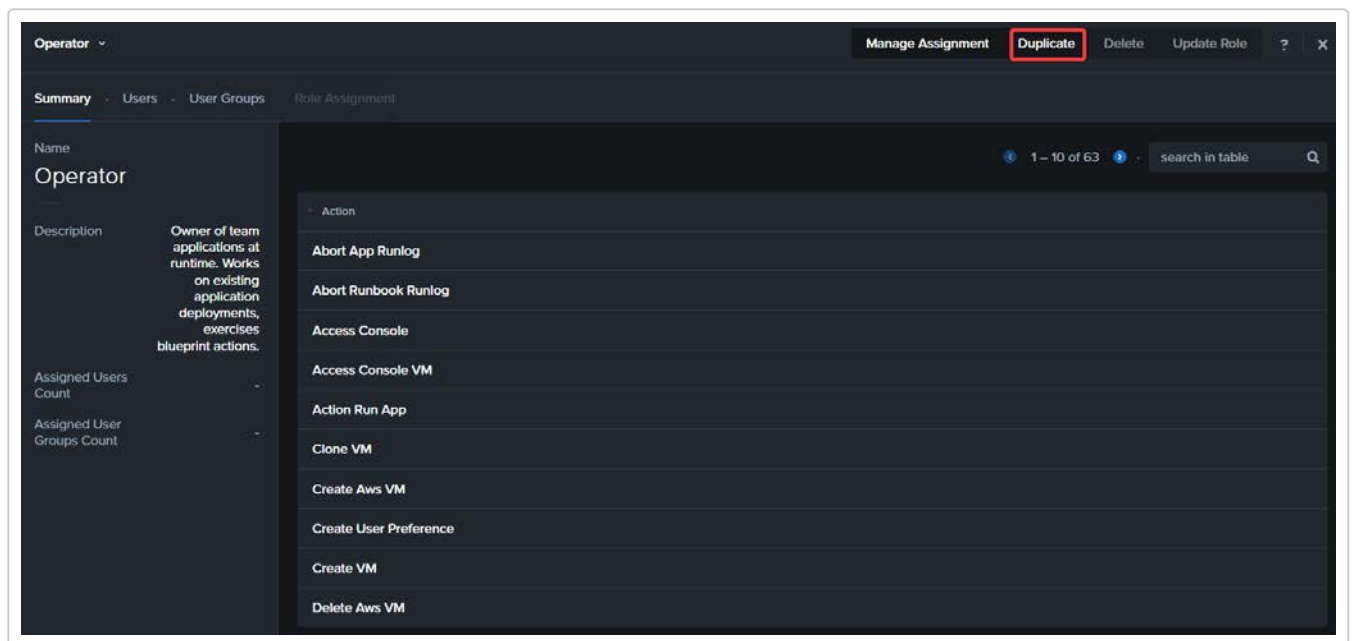 Operator
Manage Assignment Duplicate Delete Update Role ? X
Summary · Users · User Groups Role Assignment
Name
Operator
Description
Owner of team
applications at
runtime. Works
on existing
application
deployments,
exercises
blueprint actions.
Assigned Users
Count
-
Assigned User
Groups Count
-
1 – 10 of 63
search in table
Action
Abort App Runlog
Abort Runbook Runlog
Access Console
Access Console VM
Action Run App
Clone VM
Create Aws VM
Create User Preference
Create VM
Delete Aws VM